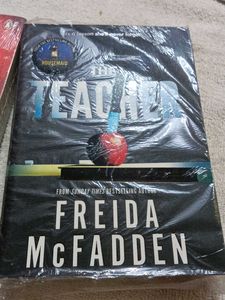 HOUSEMAID
THE
TEACHER
FROM SUNDAY TIMES BESTSELLING AUTHOR
FREIDA
McFADDEN